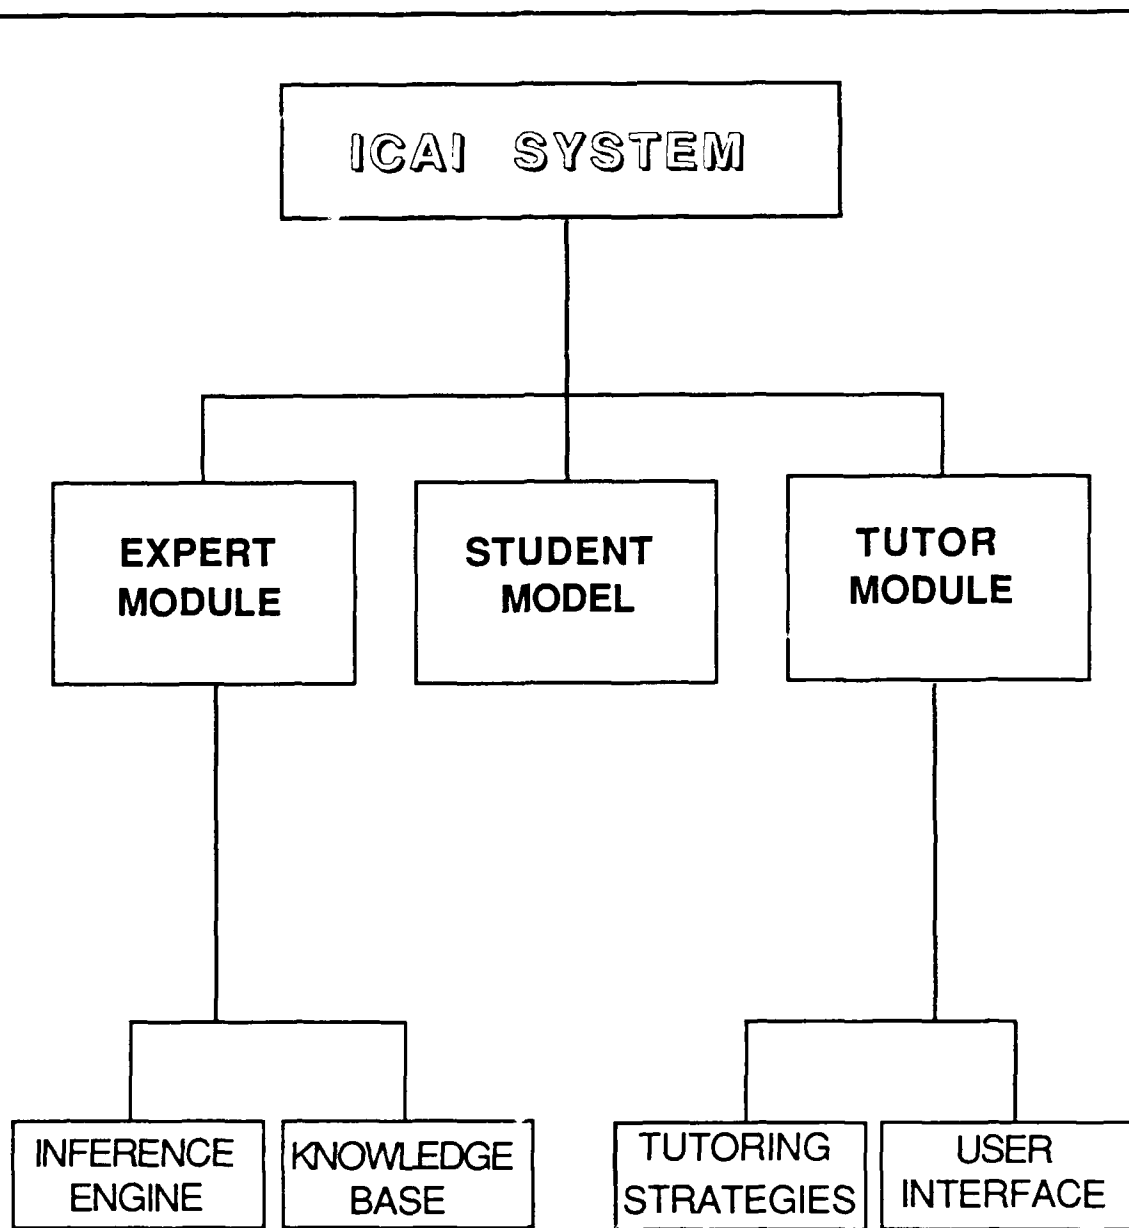 ICAI SYSTEM
EXPERT
MODULE
STUDENT
MODEL
TUTOR
MODULE
INFERENCE
ENGINE
KNOWLEDGE
BASE
TUTORING
STRATEGIES
USER
INTERFACE